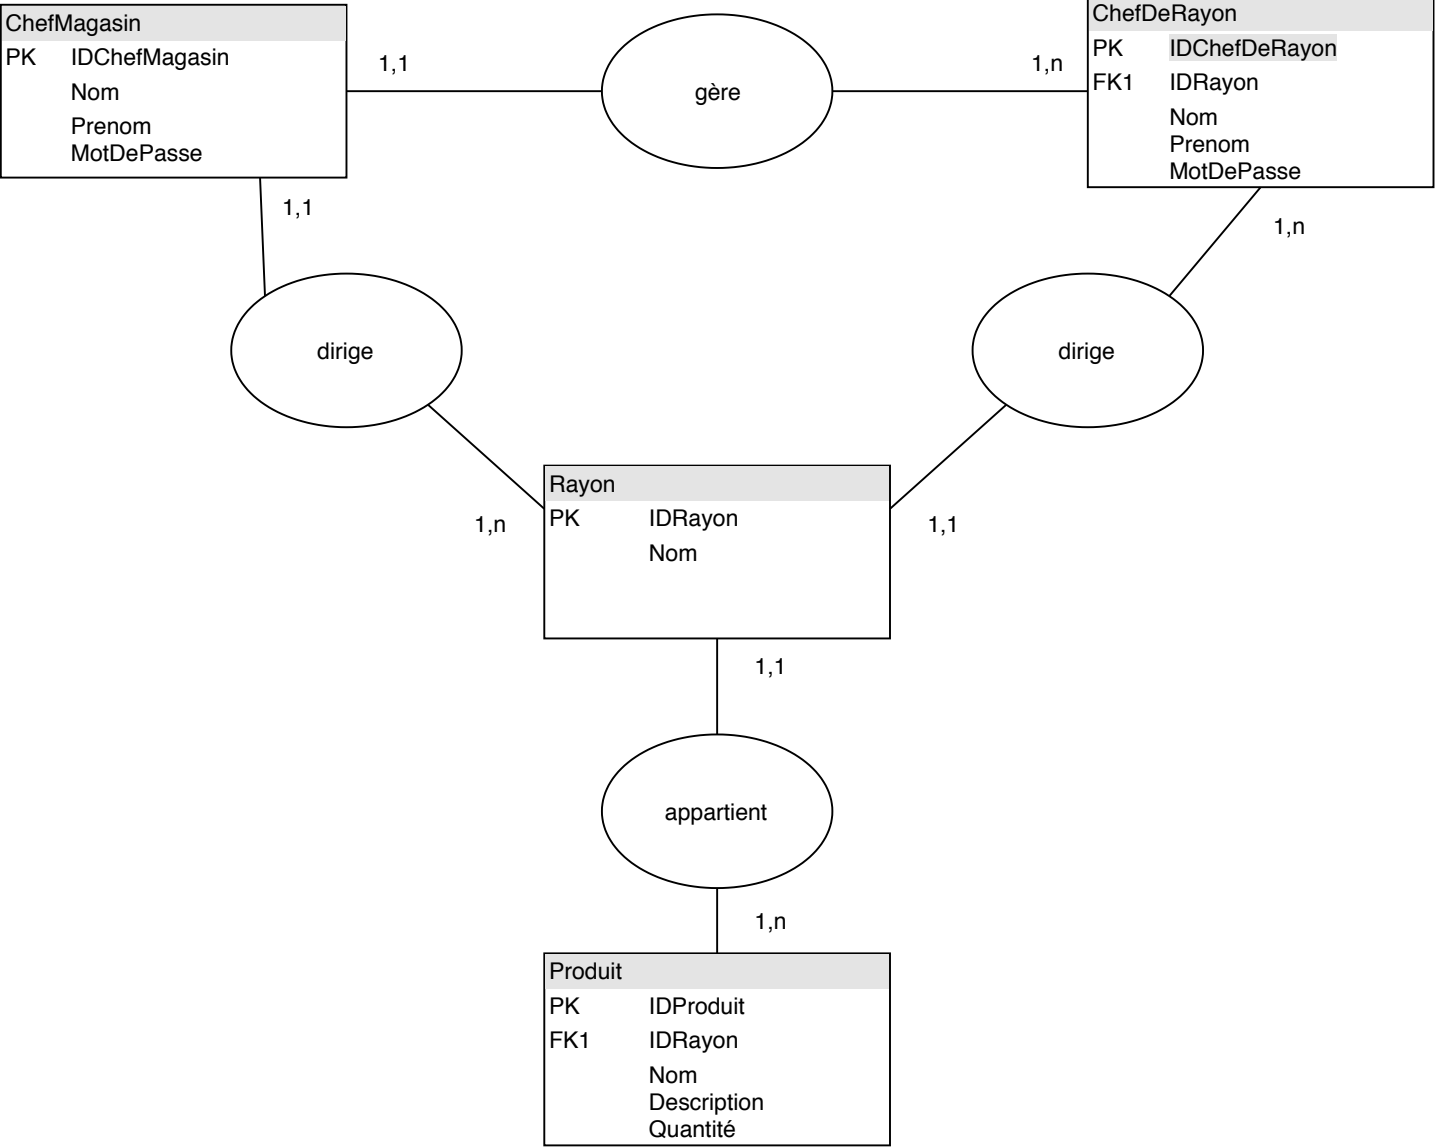 ChefMagasin
PK IDChefMagasin
Nom
Prenom
MotDePasse
1,1
gère
1,n
ChefDeRayon
PK IDChefDeRayon
FK1 IDRayon
Nom
Prenom
MotDePasse
1,1
dirige
1,n
1,n
dirige
1,1
Rayon
PK IDRayon
Nom
1,1
appartient
1,n
Produit
PK IDProduit
FK1 IDRayon
Nom
Description
Quantité